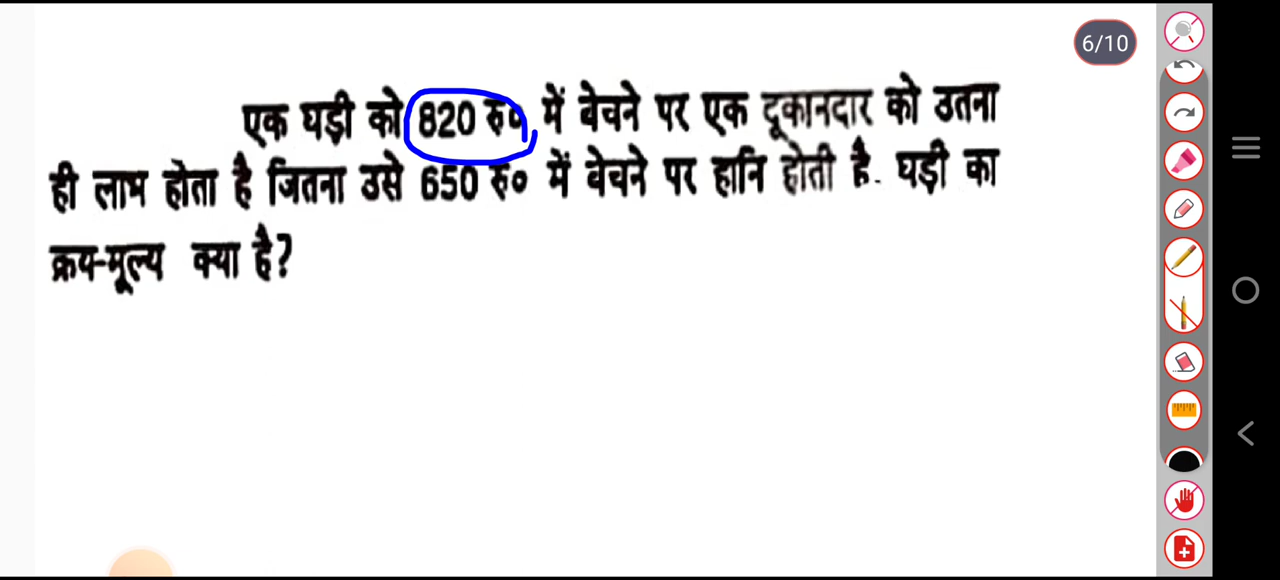 6/10
एक घड़ी को 820 रु० में बेचने पर एक दूकानदार को उतना
ही लाभ होता है जितना उसे 650 रु० में बेचने पर हानि होती है. घड़ी का
क्रय-मूल्य क्या है?